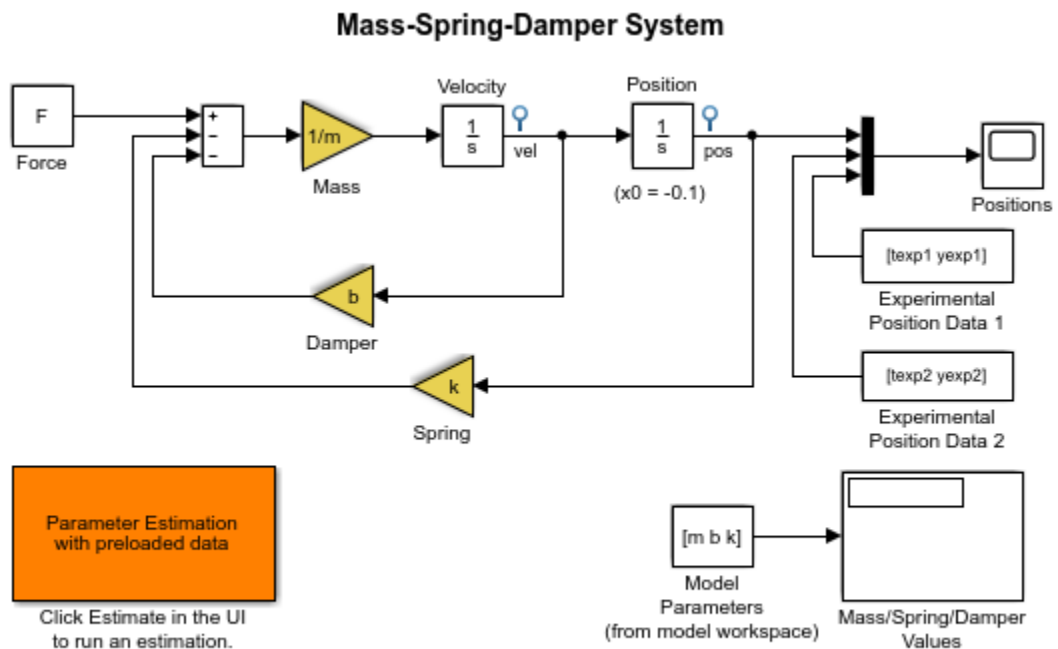 Mass-Spring-Damper System
F
Force
+
−
−
1/m
Mass
Velocity
1
s
vel
Position
1
s
pos
(x0 = -0.1)
Positions
[texp1 yexp1]
Experimental
Position Data 1
b
Damper
[texp2 yexp2]
Experimental
Position Data 2
k
Spring
Parameter Estimation
with preloaded data
Click Estimate in the UI
to run an estimation.
[m b k]
Model
Parameters
(from model workspace)
Mass/Spring/Damper
Values